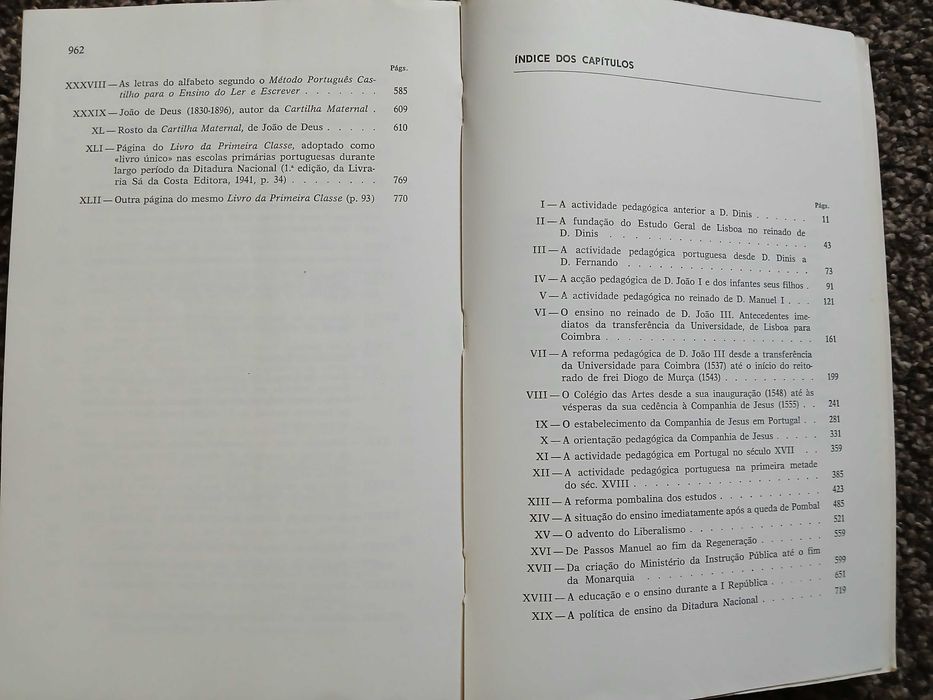 962
Págs.
XXXVIII — As letras do alfabeto segundo o Método Português Cas-
tilho para o Ensino do Ler e Escrever . . . . . . . 585
XXXIX — João de Deus (1830-1896), autor da Cartilha Maternal . 609
XL — Rosto da Cartilha Maternal, de João de Deus . . . . . 610
XLI — Página do Livro da Primeira Classe, adoptado como
«livro único» nas escolas primárias portuguesas durante
largo período da Ditadura Nacional (1.ª edição, da Livra-
ria Sá da Costa Editora, 1941, p. 34) . . . . . . . . 769
XLII — Outra página do mesmo Livro da Primeira Classe (p. 93) 770
ÍNDICE DOS CAPÍTULOS
Págs.
I — A actividade pedagógica anterior a D. Dinis . . . . . . 11
II — A fundação do Estudo Geral de Lisboa no reinado de
D. Dinis . . . . . . . . . . . . . . . . . . 43
III — A actividade pedagógica portuguesa desde D. Dinis a
D. Fernando . . . . . . . . . . . . . . . . . 73
IV — A acção pedagógica de D. João I e dos infantes seus filhos . 91
V — A actividade pedagógica no reinado de D. Manuel I . . . 121
VI — O ensino no reinado de D. João III. Antecedentes ime-
diatos da transferência da Universidade, de Lisboa para
Coimbra . . . . . . . . . . . . . . . . . . 161
VII — A reforma pedagógica de D. João III desde a transferência
da Universidade para Coimbra (1537) até o início do reito-
rado de frei Diogo de Murça (1543) . . . . . . . . . 199
VIII — O Colégio das Artes desde a sua inauguração (1548) até às
vésperas da sua cedência à Companhia de Jesus (1555) . . 241
IX — O estabelecimento da Companhia de Jesus em Portugal . . 281
X — A orientação pedagógica da Companhia de Jesus . . . . . 331
XI — A actividade pedagógica em Portugal no século XVII . . 359
XII — A actividade pedagógica portuguesa na primeira metade
do séc. XVIII . . . . . . . . . . . . . . . . . 385
XIII — A reforma pombalina dos estudos . . . . . . . . . 423
XIV — A situação do ensino imediatamente após a queda de Pombal 485
XV — O advento do Liberalismo . . . . . . . . . . . . 521
XVI — De Passos Manuel ao fim da Regeneração . . . . . . 559
XVII — Da criação do Ministério da Instrução Pública até o fim
da Monarquia . . . . . . . . . . . . . . . . 599
XVIII — A educação e o ensino durante a I República . . . . . 651
XIX — A política de ensino da Ditadura Nacional . . . . . . . 719